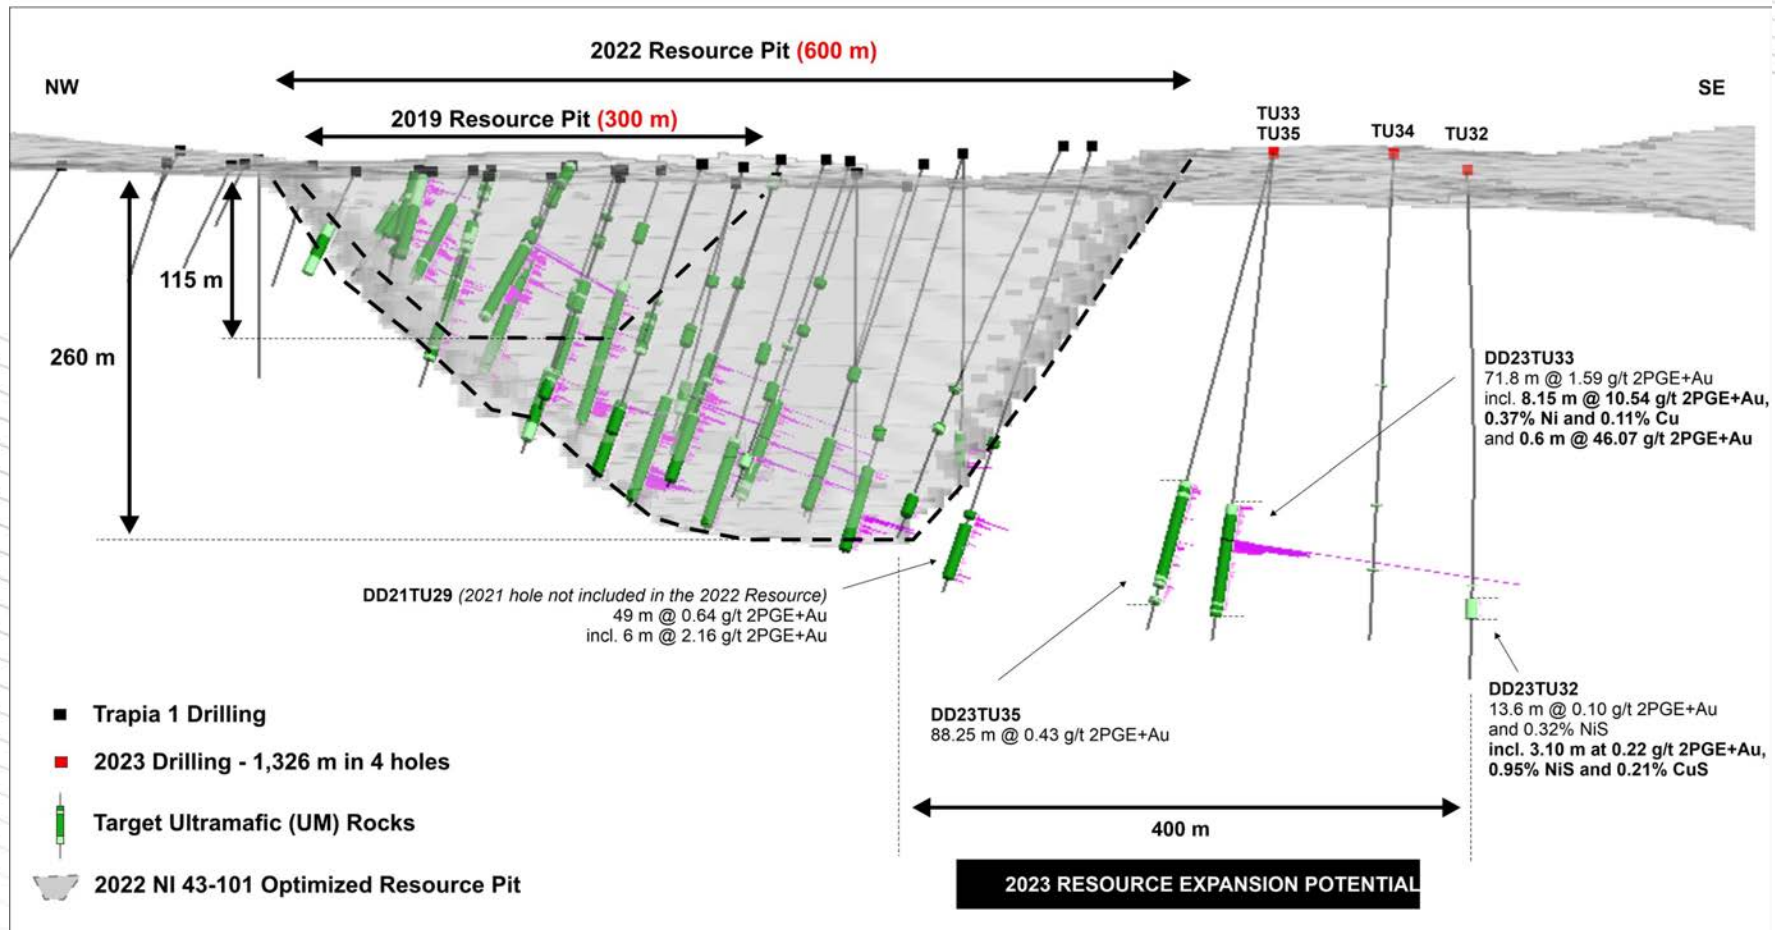 2022 Resource Pit (600 m)
NW
SE
2019 Resource Pit (300 m)
TU33
TU35
TU34
TU32
115 m
260 m
DD23TU33
71.8 m @ 1.59 g/t 2PGE+Au
incl. 8.15 m @ 10.54 g/t 2PGE+Au,
0.37% Ni and 0.11% Cu
and 0.6 m @ 46.07 g/t 2PGE+Au
DD21TU29 (2021 hole not included in the 2022 Resource)
49 m @ 0.64 g/t 2PGE+Au
incl. 6 m @ 2.16 g/t 2PGE+Au
DD23TU35
88.25 m @ 0.43 g/t 2PGE+Au
DD23TU32
13.6 m @ 0.10 g/t 2PGE+Au
and 0.32% NiS
incl. 3.10 m at 0.22 g/t 2PGE+Au,
0.95% NiS and 0.21% CuS
Trapia 1 Drilling
2023 Drilling - 1,326 m in 4 holes
Target Ultramafic (UM) Rocks
2022 NI 43-101 Optimized Resource Pit
400 m
2023 RESOURCE EXPANSION POTENTIAL